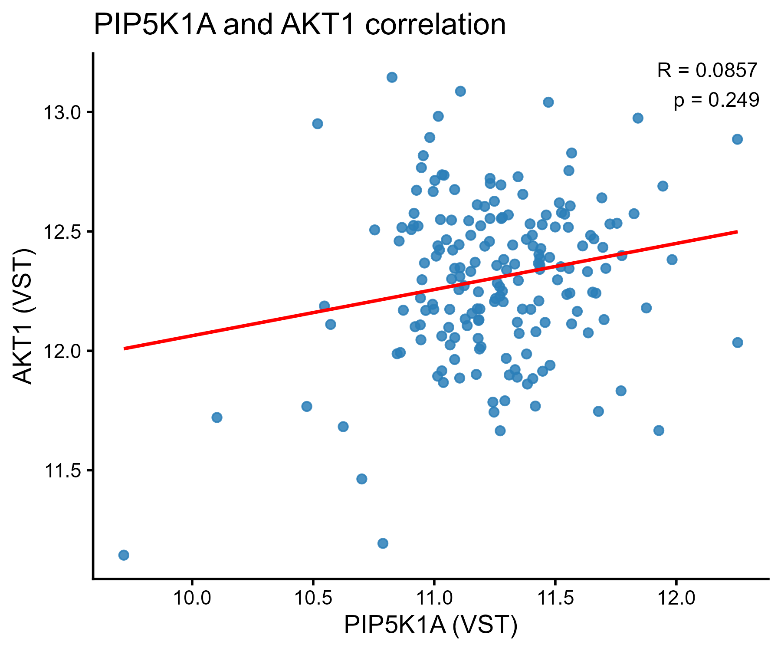 PIP5K1A and AKT1 correlation
R = 0.0857
p = 0.249
13.0
12.5
12.0
11.5
AKT1 (VST)
10.0 10.5 11.0 11.5 12.0
PIP5K1A (VST)